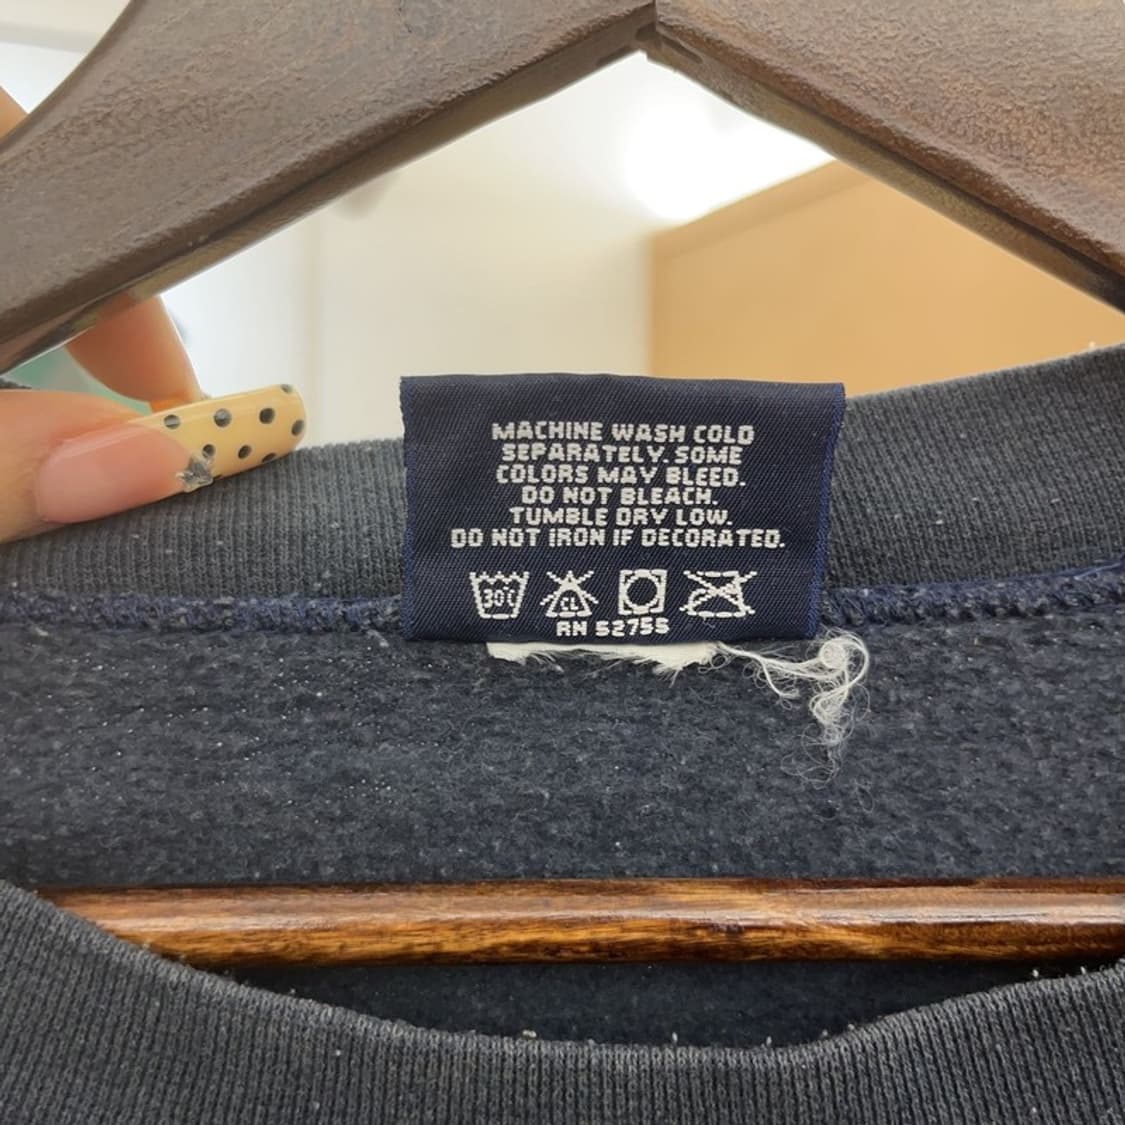 MACHINE WASH COLD
SEPARATELY. SOME
COLORS MAY BLEED.
DO NOT BLEACH.
TUMBLE DRY LOW.
DO NOT IRON IF DECORATED.
30C CL
RN 52755